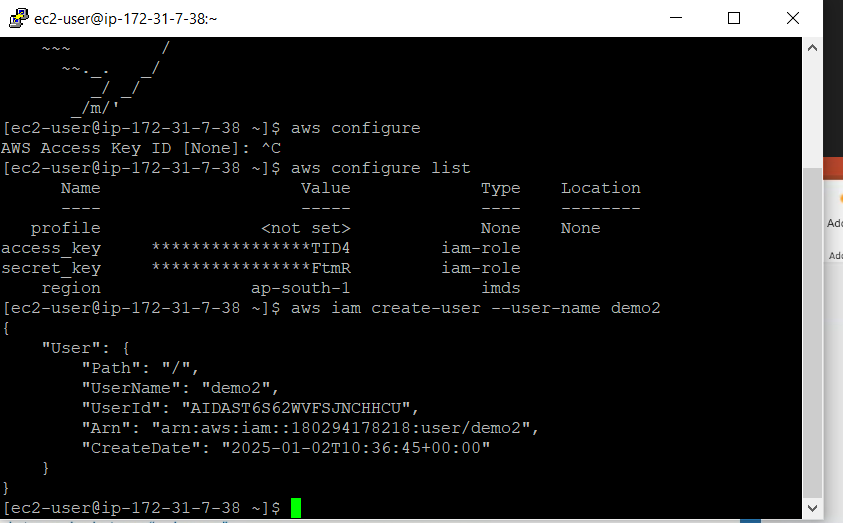 ec2-user@ip-172-31-7-38:~
   ~~~         /
     ~~._.   _/
        _/ _/
      _/m/'
[ec2-user@ip-172-31-7-38 ~]$ aws configure
AWS Access Key ID [None]: ^C
[ec2-user@ip-172-31-7-38 ~]$ aws configure list
      Name                    Value             Type    Location
      ----                    -----             ----    --------
   profile                <not set>             None    None
access_key     ****************TID4         iam-role
secret_key     ****************FtmR         iam-role
    region               ap-south-1             imds
[ec2-user@ip-172-31-7-38 ~]$ aws iam create-user --user-name demo2
{
    "User": {
        "Path": "/",
        "UserName": "demo2",
        "UserId": "AIDAST6S62WVFSJNCHHCU",
        "Arn": "arn:aws:iam::180294178218:user/demo2",
        "CreateDate": "2025-01-02T10:36:45+00:00"
    }
}
[ec2-user@ip-172-31-7-38 ~]$